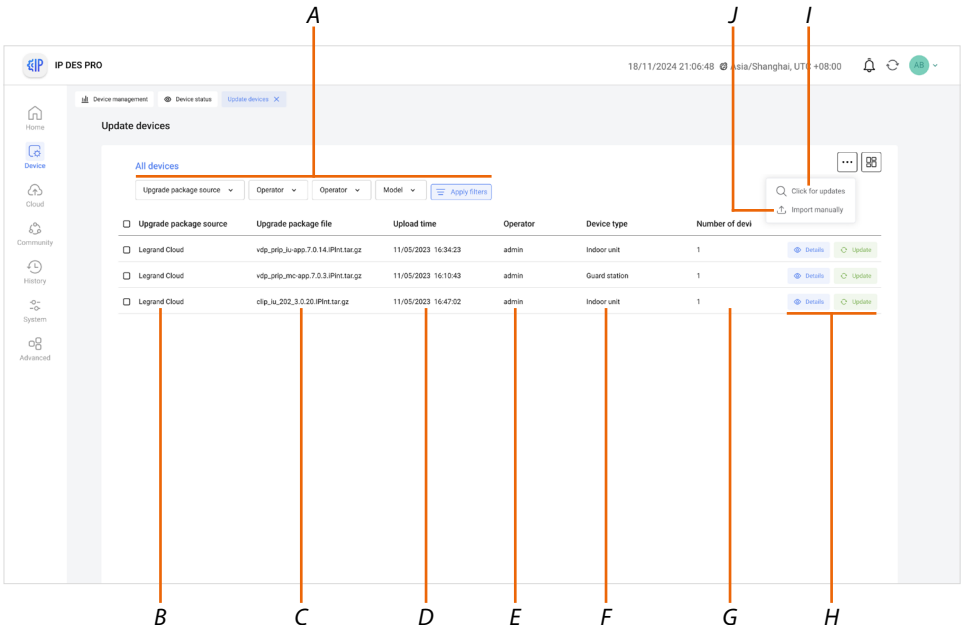 A J I
IP IP DES PRO 18/11/2024 21:06:48 Asia/Shanghai, UTC +08:00 AB
Device management Device status Update devices X
Home Update devices
Device All devices
Upgrade package source Operator Operator Model Apply filters Click for updates
Cloud Import manually
Upgrade package source Upgrade package file Upload time Operator Device type Number of devi
Community Legrand Cloud vdp_prip_iu-app.7.0.14.IPInt.tar.gz 11/05/2023 16:34:23 admin Indoor unit 1 Details Update
History Legrand Cloud vdp_prip_mc-app.7.0.3.IPInt.tar.gz 11/05/2023 16:10:43 admin Guard station 1 Details Update
Legrand Cloud clip_iu_202_3.0.20.IPInt.tar.gz 11/05/2023 16:47:02 admin Indoor unit 1 Details Update
System
Advanced
B C D E F G H